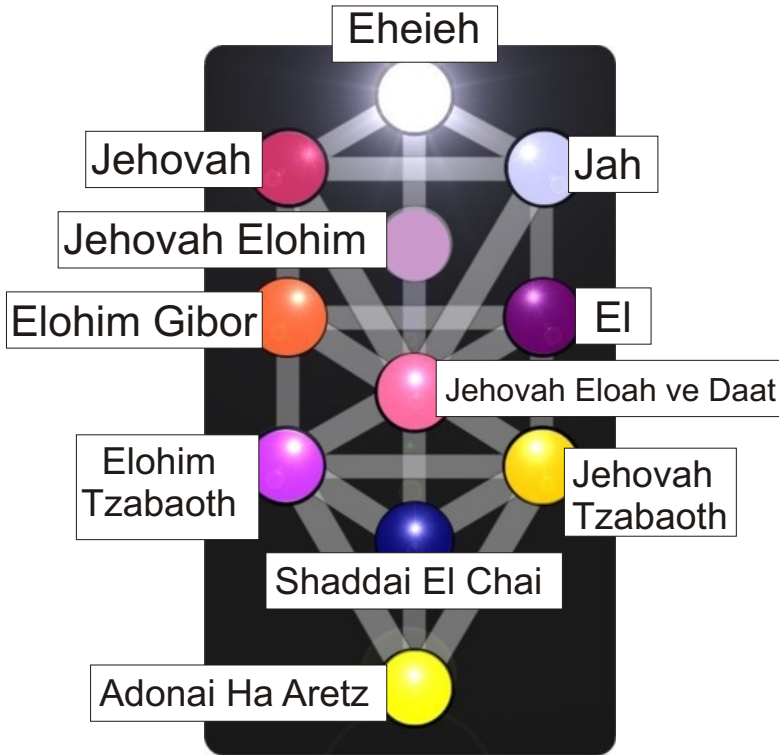 Eheieh
Jehovah
Jah
Jehovah Elohim
Elohim Gibor
El
Jehovah Eloah ve Daat
Elohim
Tzabaoth
Jehovah
Tzabaoth
Shaddai El Chai
Adonai Ha Aretz